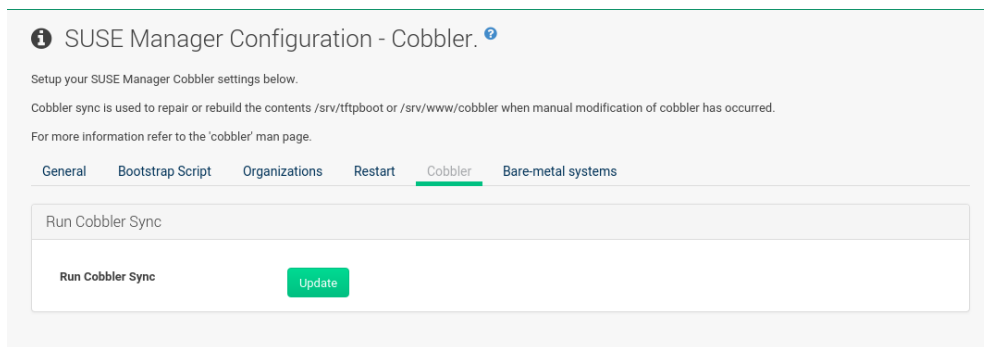 SUSE Manager Configuration - Cobbler.
Setup your SUSE Manager Cobbler settings below.
Cobbler sync is used to repair or rebuild the contents /srv/tftpboot or /srv/www/cobbler when manual modification of cobbler has occurred.
For more information refer to the 'cobbler' man page.
General Bootstrap Script Organizations Restart Cobbler Bare-metal systems
Run Cobbler Sync
Run Cobbler Sync Update